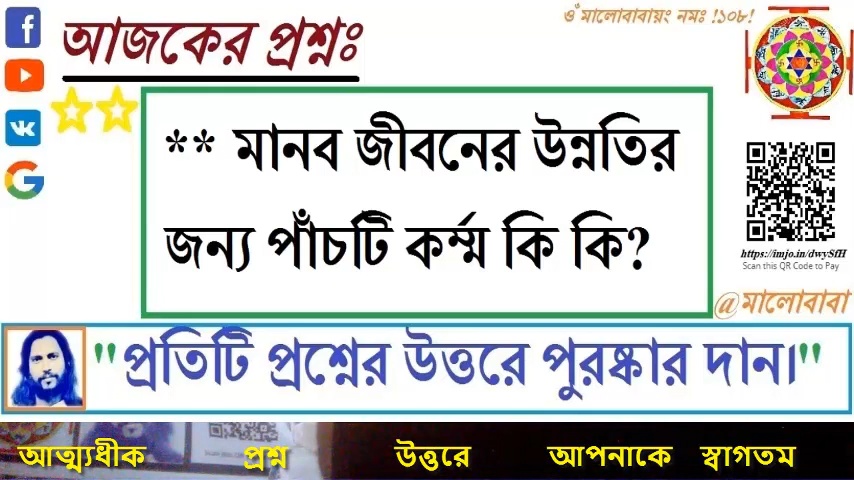 আজকের প্রশ্নঃ
ওঁ মালোবাবায়ং নমঃ !১০৮!
** মানব জীবনের উন্নতির
জন্য পাঁচটি কর্ম্ম কি কি?
https://imjo.in/dwySfH
Scan this QR Code to Pay
@মালোবাবা
"প্রতিটি প্রশ্নের উত্তরে পুরষ্কার দান।"
আত্ম্যধীক প্রশ্ন উত্তরে আপনাকে স্বাগতম